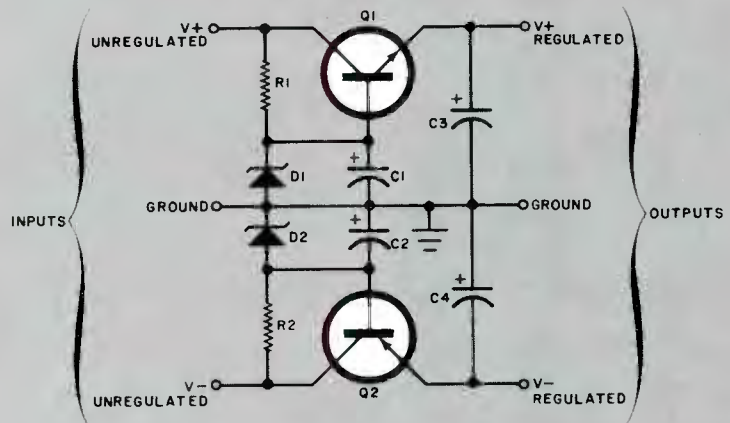 Q1
V+
UNREGULATED
V+
REGULATED
R1
+
C3
+
D1
C1
GROUND
GROUND
INPUTS
OUTPUTS
+
D2
C2
+
C4
R2
V-
UNREGULATED
Q2
V-
REGULATED